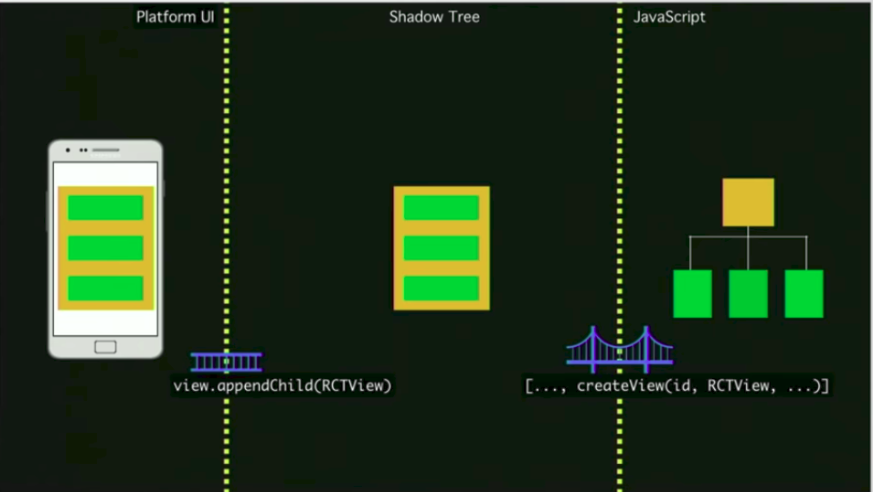 Platform UI
Shadow Tree
JavaScript
view.appendChild(RCTView)
[..., createView(id, RCTView, ...)]